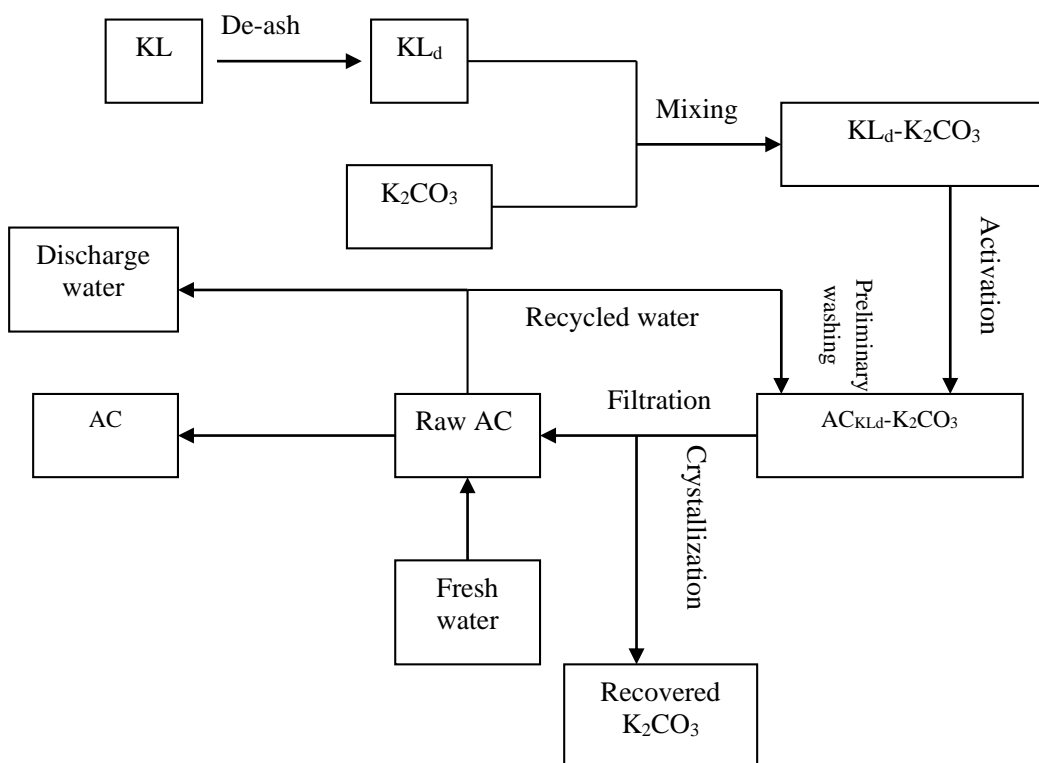 KL
De-ash
KLd
Mixing
KLd-K2CO3
K2CO3
Activation
Discharge
water
Recycled water
Preliminary
washing
AC
Raw AC
Filtration
ACKLd-K2CO3
Crystallization
Fresh
water
Recovered
K2CO3